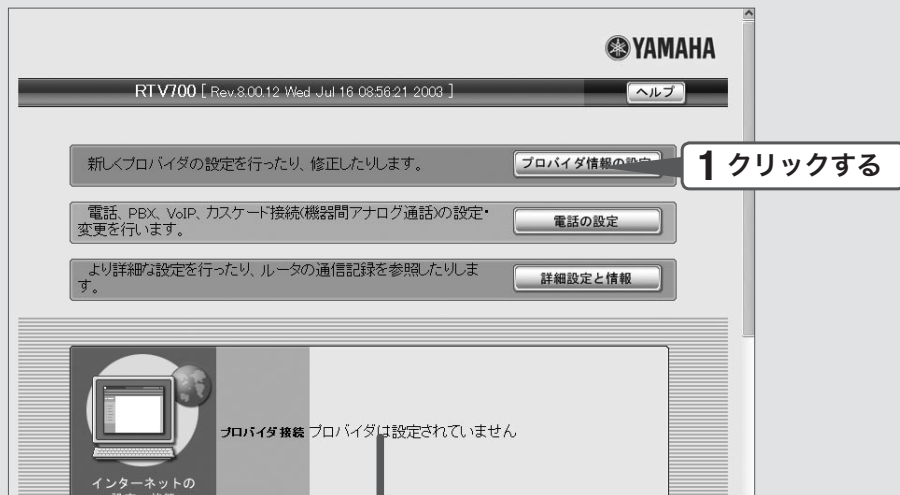 YAMAHA
RTV700 [ Rev.8.00.12 Wed Jul 16 08:56:21 2003 ]
ヘルプ
新しくプロバイダの設定を行ったり、修正したりします。
プロバイダ情報の設定
1 クリックする
電話、PBX、VoIP、カスケード接続(機器間アナログ通話)の設定・
変更を行います。
電話の設定
より詳細な設定を行ったり、ルータの通信記録を参照したりしま
す。
詳細設定と情報
プロバイダ接続 プロバイダは設定されていません
インターネットの